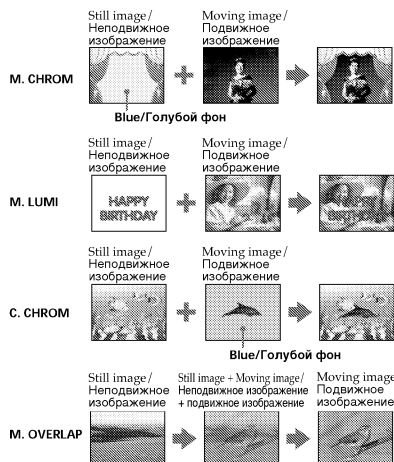 Still image/
Неподвижное
изображение
Moving image/
Подвижное
изображение
M. CHROM
Blue/Голубой фон
Still image/
Неподвижное
изображение
Moving image/
Подвижное
изображение
M. LUMI
HAPPY
BIRTHDAY
HAPPY
BIRTHDAY
Still image/
Неподвижное
изображение
Moving image/
Подвижное
изображение
C. CHROM
Blue/Голубой фон
Still image/
Неподвижное
изображение
Still image + Moving image/
Неподвижное изображение
+ подвижное изображение
Moving image
Подвижное
изображение
M. OVERLAP